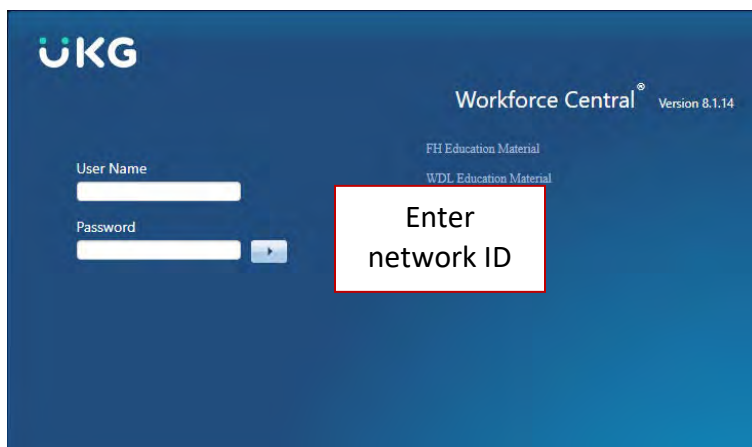 UKG
Workforce Central® Version 8.1.14
FH Education Material
User Name
WDL Education Material
Enter
network ID
Password